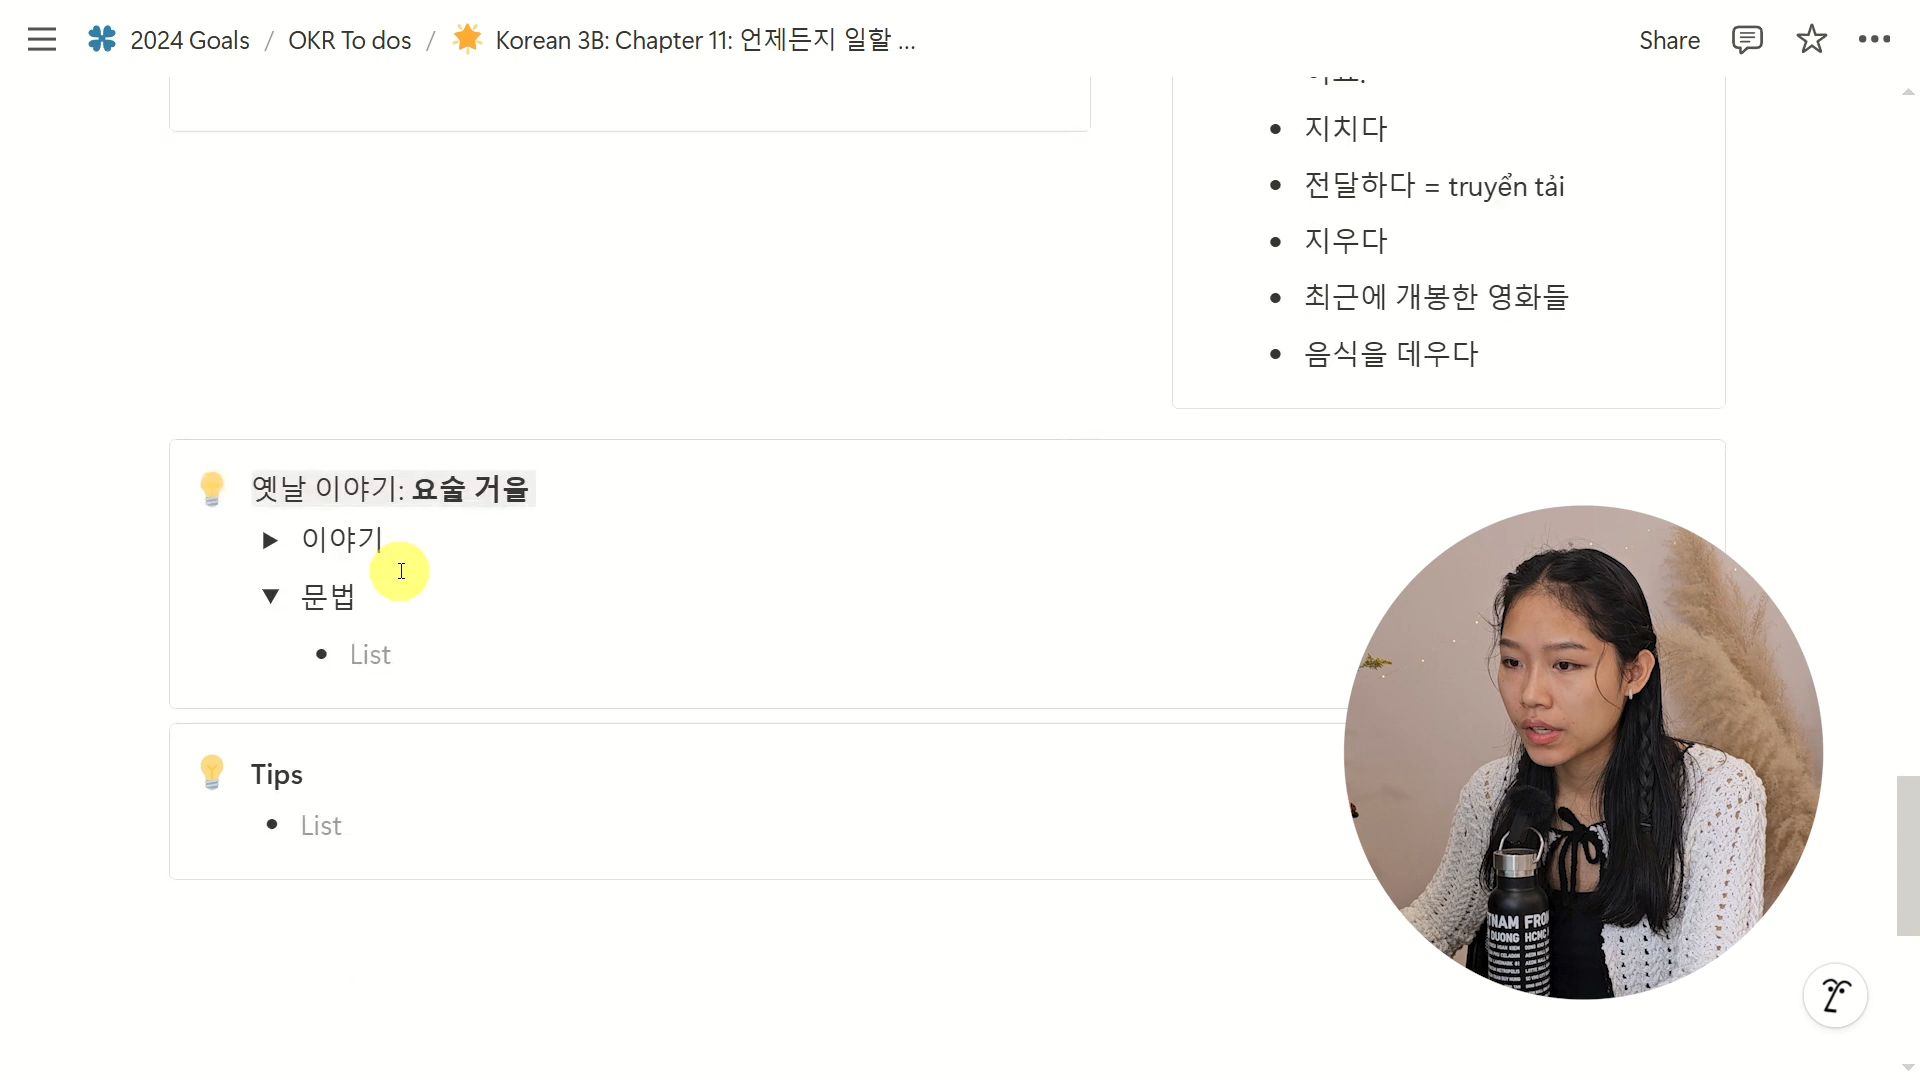 2024 Goals / OKR To dos / Korean 3B: Chapter 11: 언제든지 일할 ...
Share
지치다
전달하다 = truyển tải
지우다
최근에 개봉한 영화들
음식을 데우다
옛날 이야기: 요술 거울
이야기
문법
List
Tips
List